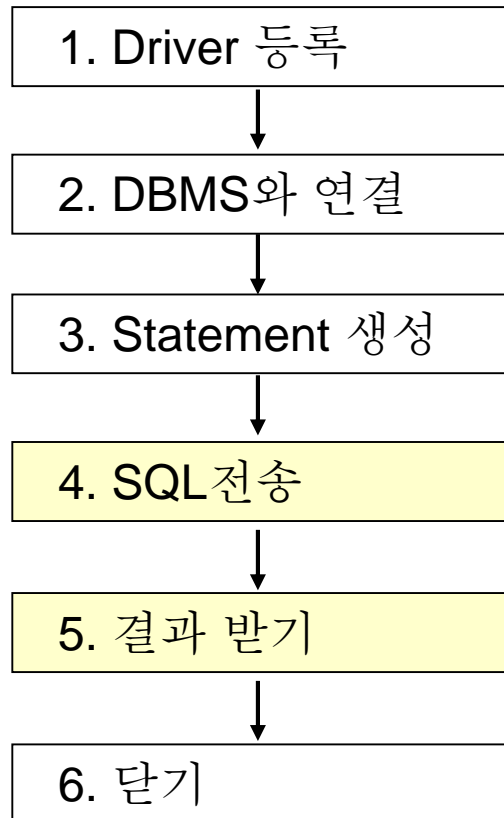 1. Driver 등록
2. DBMS와 연결
3. Statement 생성
4. SQL전송
5. 결과 받기
6. 닫기